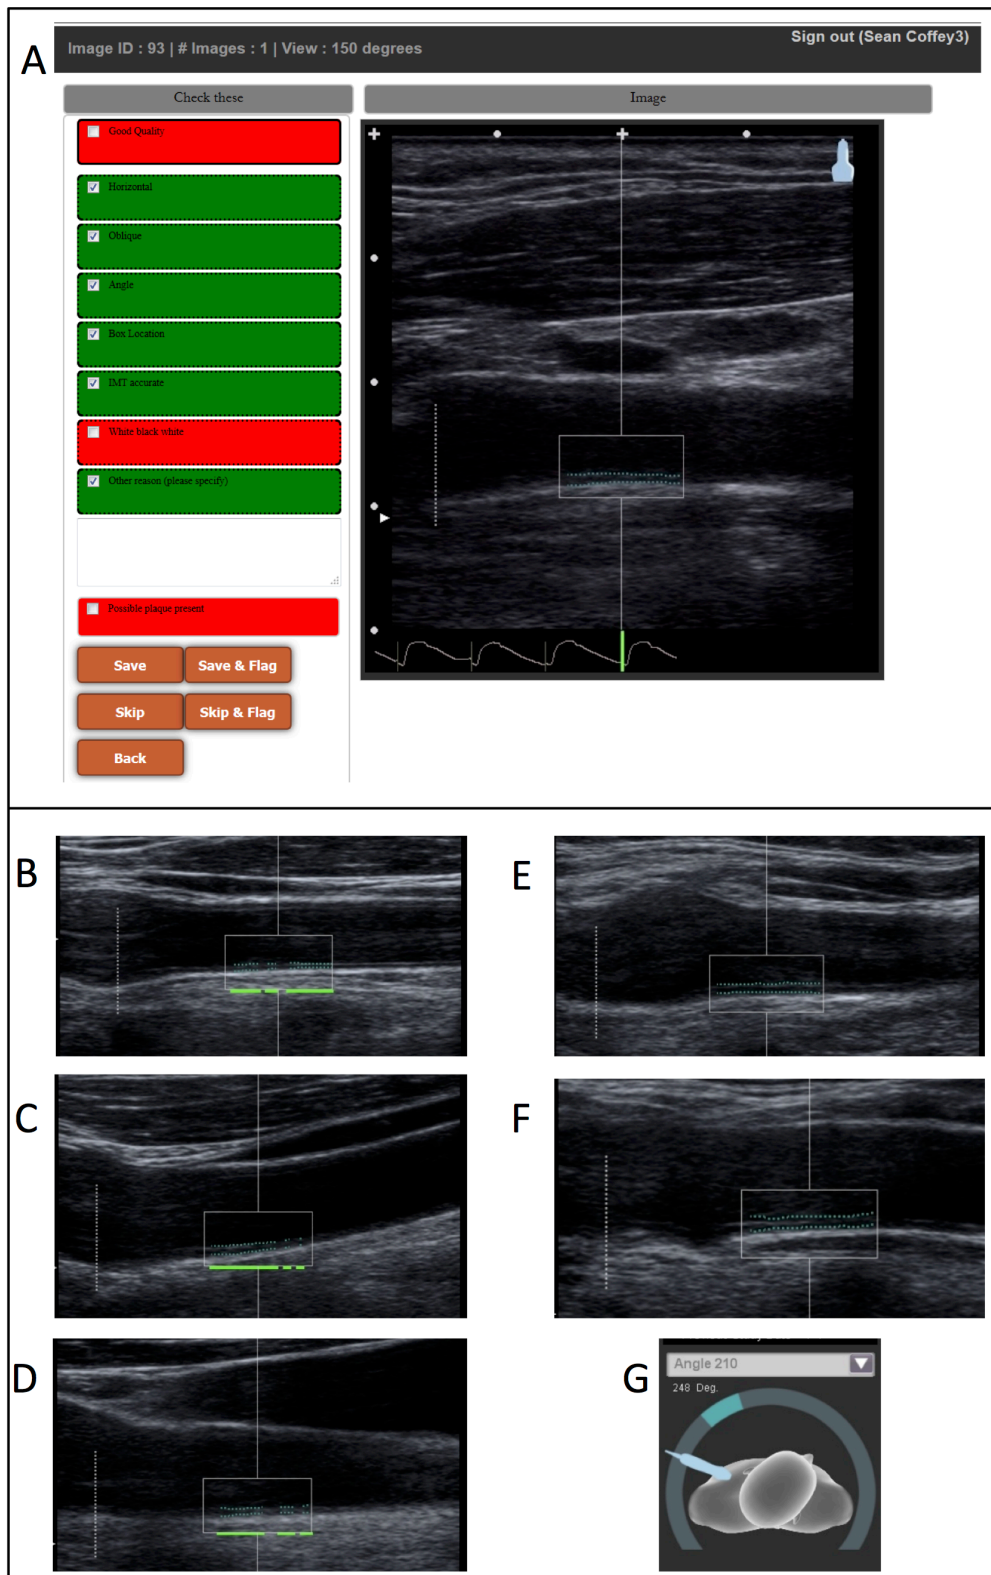 A
Image ID : 93 | # Images : 1 | View : 150 degrees
Sign out (Sean Coffey3)
Check these
Image
Good Quality
Horizontal
Oblique
Angle
Box Location
IMT accurate
White black white
Other reason (please specify)
Possible plaque present
Save
Save & Flag
Skip
Skip & Flag
Back
B
E
C
F
D
G
Angle 210
248 Deg.